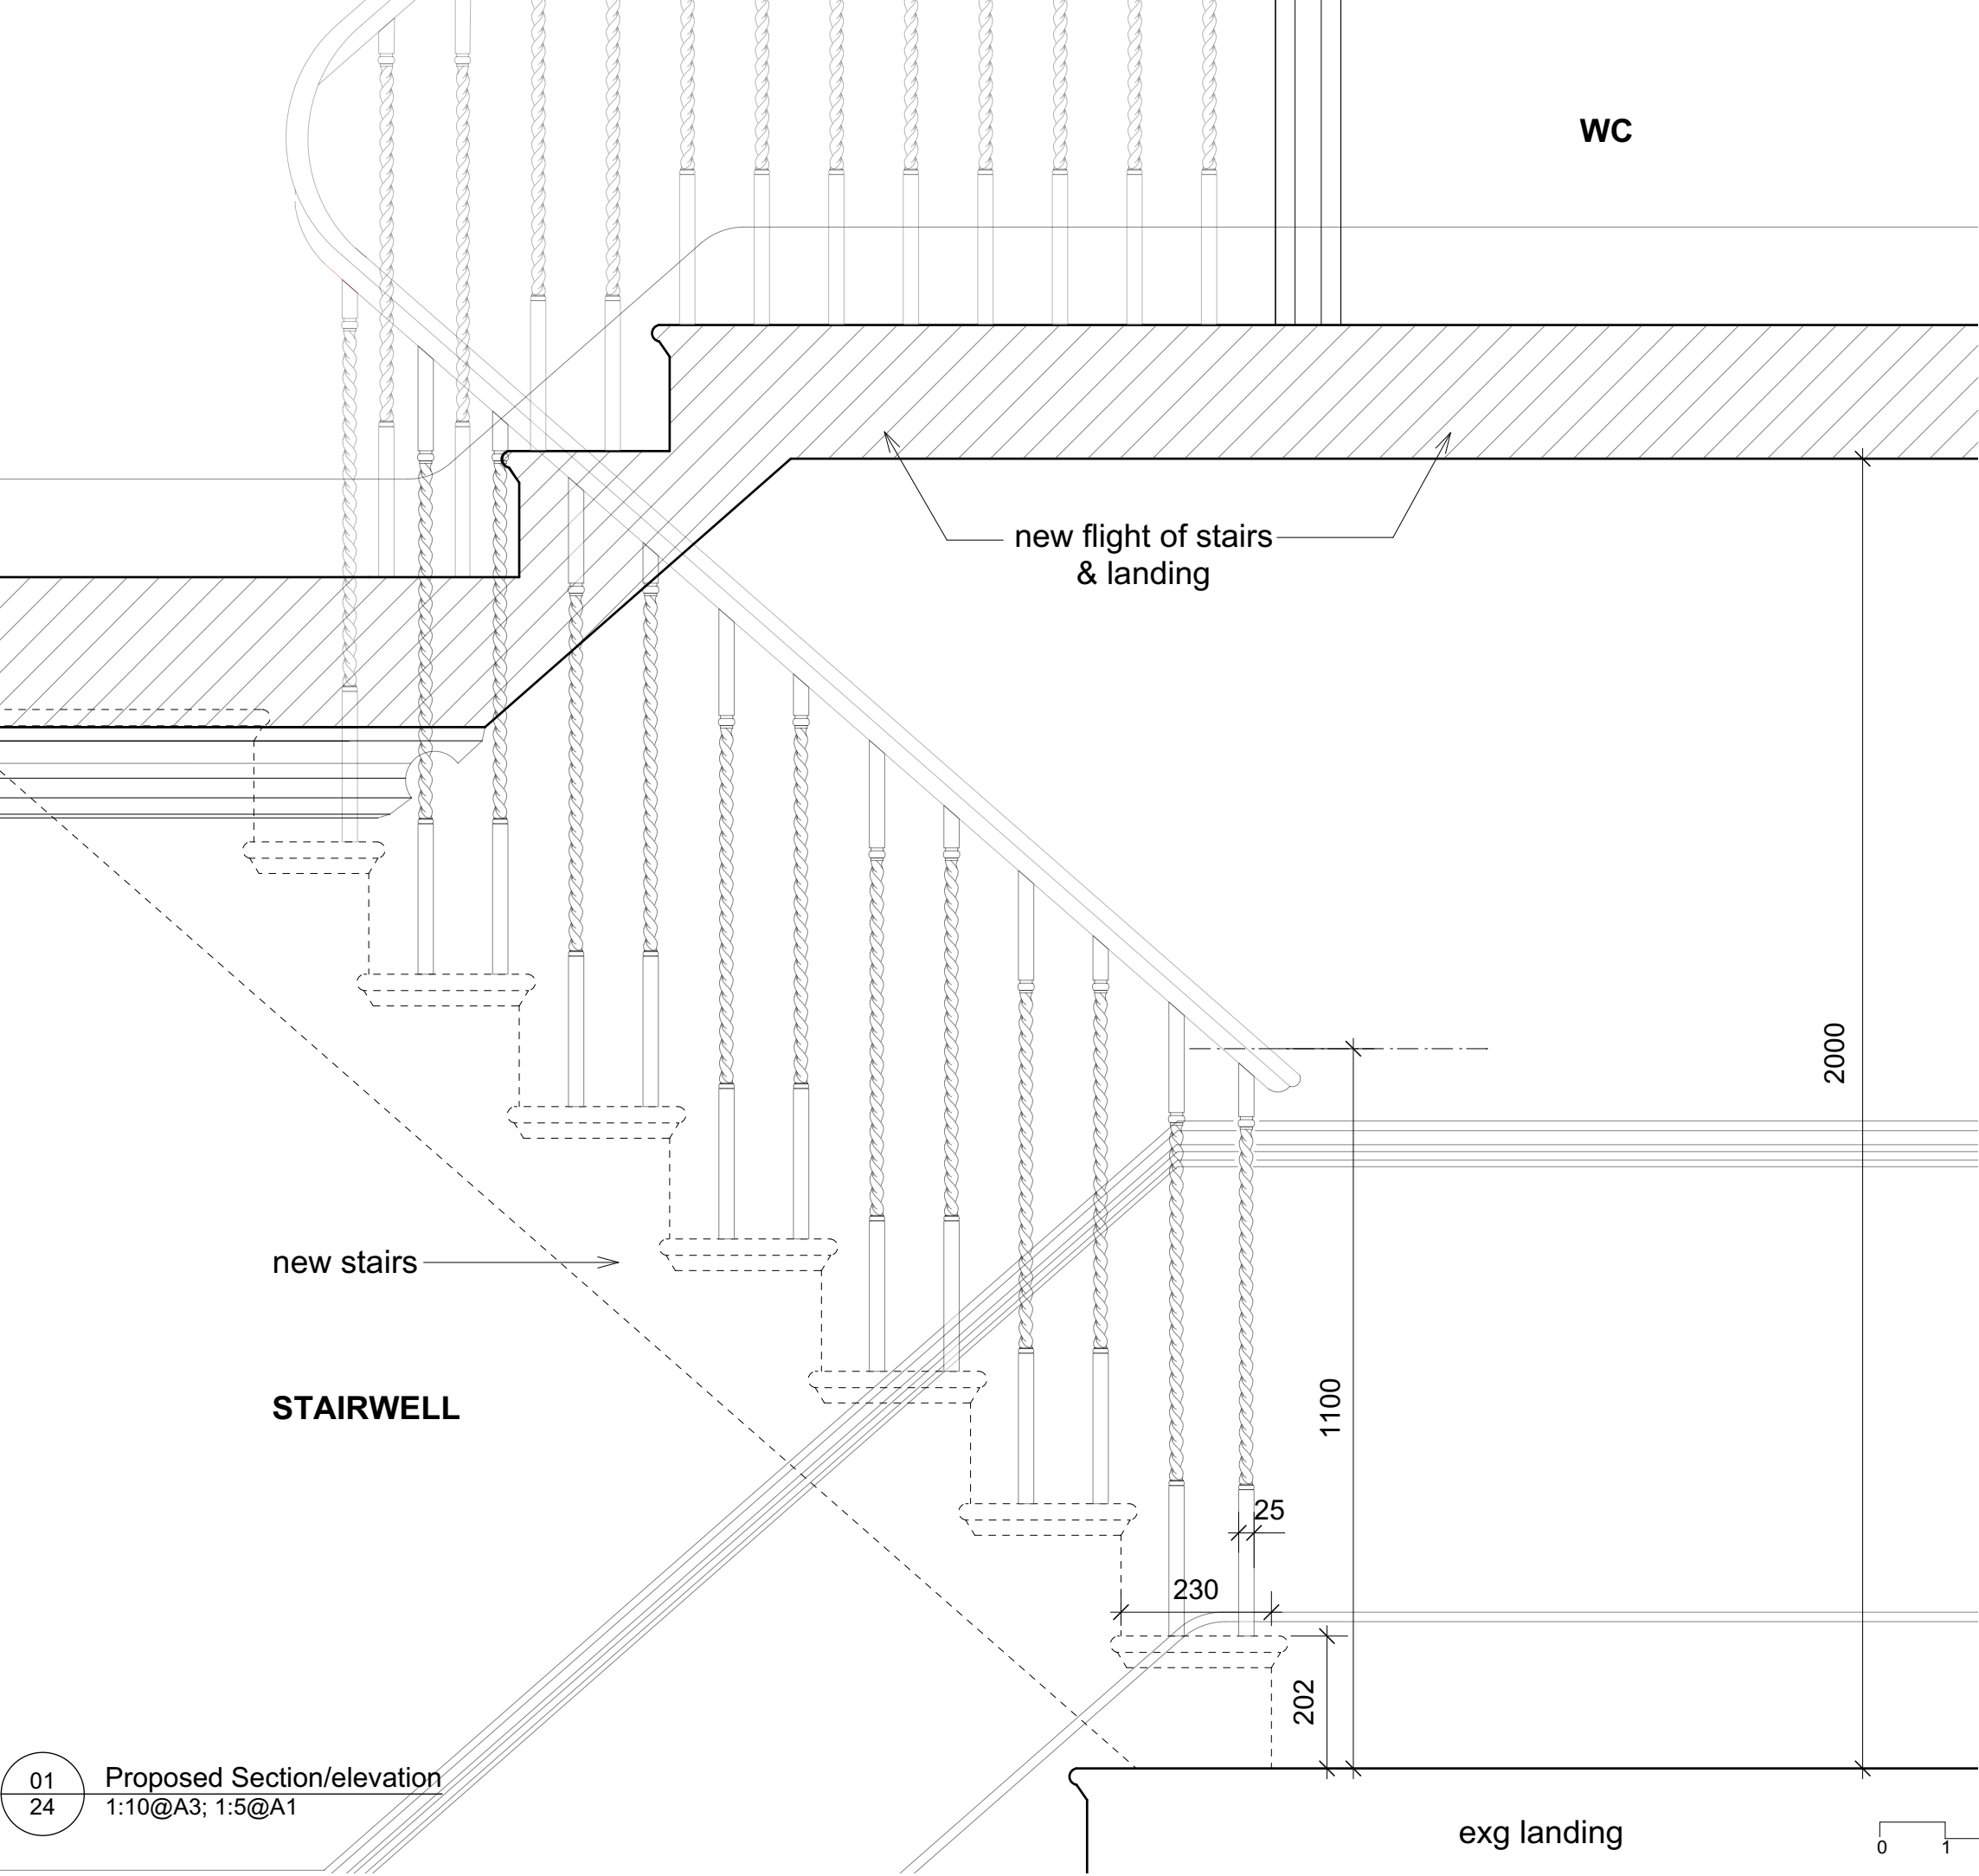 WC
new flight of stairs
& landing
2000
new stairs
1100
STAIRWELL
25
230
202
01
24
Proposed Section/elevation
1:10@A3; 1:5@A1
exg landing
0 1